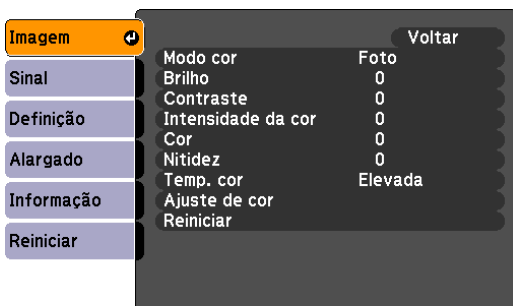 Imagem
Sinal
Definição
Alargado
Informação
Reiniciar
Voltar
Modo cor Foto
Brilho 0
Contraste 0
Intensidade da cor 0
Cor 0
Nitidez 0
Temp. cor Elevada
Ajuste de cor
Reiniciar